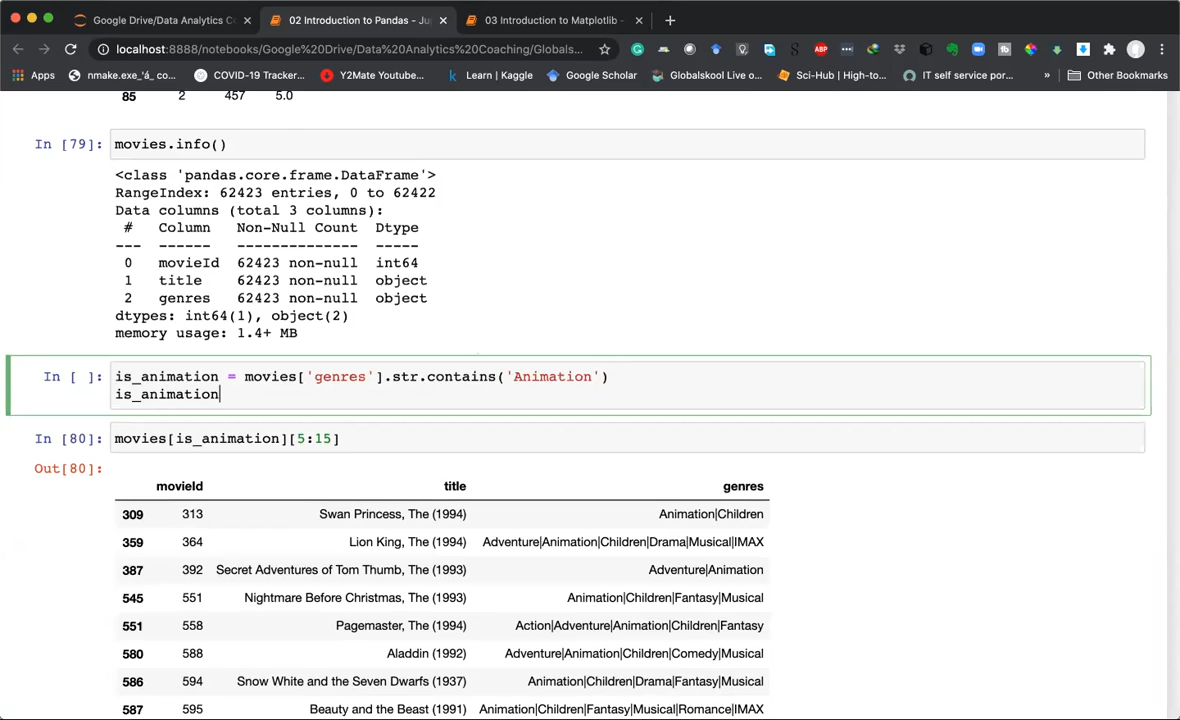 Google Drive/Data Analytics C
02 Introduction to Pandas - Ju
03 Introduction to Matplotlib -
localhost:8888/notebooks/Google%20Drive/Data%20Analytics%20Coaching/Globals...
Apps
nmake.exe_'á_co...
COVID-19 Tracker...
Y2Mate Youtube...
Learn | Kaggle
Google Scholar
Globalskool Live o...
Sci-Hub | High-to...
IT self service por...
»
Other Bookmarks
85 2 457 5.0
In [79]: movies.info()
<class 'pandas.core.frame.DataFrame'>
RangeIndex: 62423 entries, 0 to 62422
Data columns (total 3 columns):
# Column Non-Null Count Dtype
--- ------ -------------- -----
0 movieId 62423 non-null int64
1 title 62423 non-null object
2 genres 62423 non-null object
dtypes: int64(1), object(2)
memory usage: 1.4+ MB
In [ ]: is_animation = movies['genres'].str.contains('Animation')
is_animation
In [80]: movies[is_animation][5:15]
Out[80]:
movieId title genres
309 313 Swan Princess, The (1994) Animation|Children
359 364 Lion King, The (1994) Adventure|Animation|Children|Drama|Musical|IMAX
387 392 Secret Adventures of Tom Thumb, The (1993) Adventure|Animation
545 551 Nightmare Before Christmas, The (1993) Animation|Children|Fantasy|Musical
551 558 Pagemaster, The (1994) Action|Adventure|Animation|Children|Fantasy
580 588 Aladdin (1992) Adventure|Animation|Children|Comedy|Musical
586 594 Snow White and the Seven Dwarfs (1937) Animation|Children|Drama|Fantasy|Musical
587 595 Beauty and the Beast (1991) Animation|Children|Fantasy|Musical|Romance|IMAX